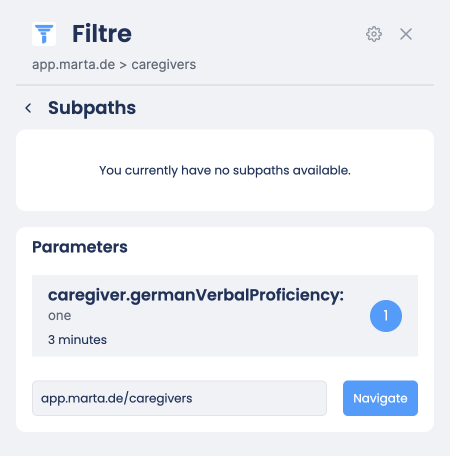 Filtre
app.marta.de > caregivers
Subpaths
You currently have no subpaths available.
Parameters
caregiver.germanVerbalProficiency:
one
1
3 minutes
app.marta.de/caregivers
Navigate